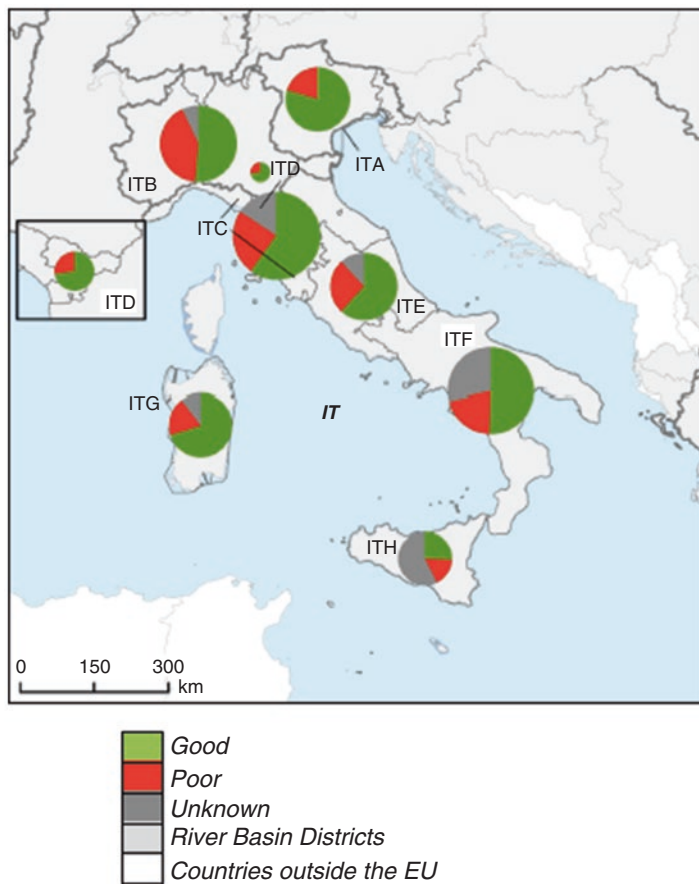 ITA
ITB
ITD
ITC
ITD
ITE
ITF
ITG
IT
ITH
0 150 300
km
Good
Poor
Unknown
River Basin Districts
Countries outside the EU